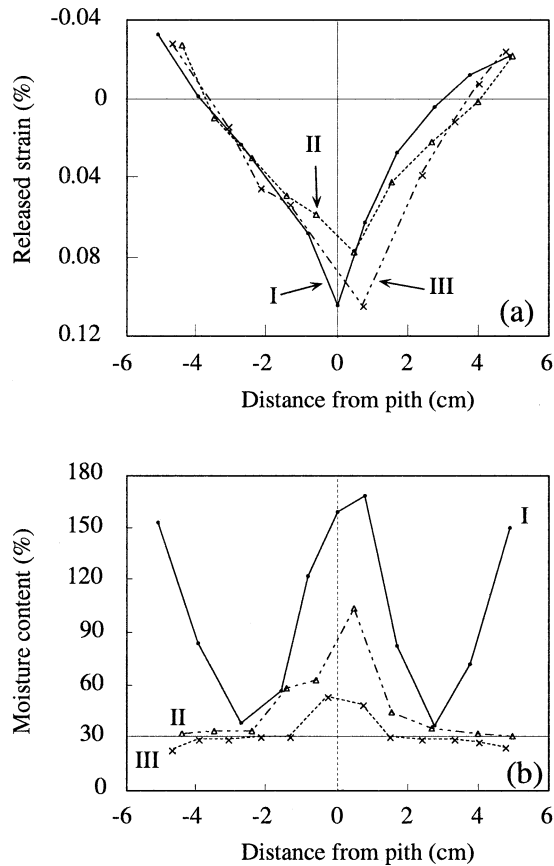 -0.04
0
0.04
0.08
0.12
Released strain (%)
II
I
III
(a)
-6 -4 -2 0 2 4 6
Distance from pith (cm)
180
150
120
90
60
30
0
Moisture content (%)
I
II
III
(b)
-6 -4 -2 0 2 4 6
Distance from pith (cm)